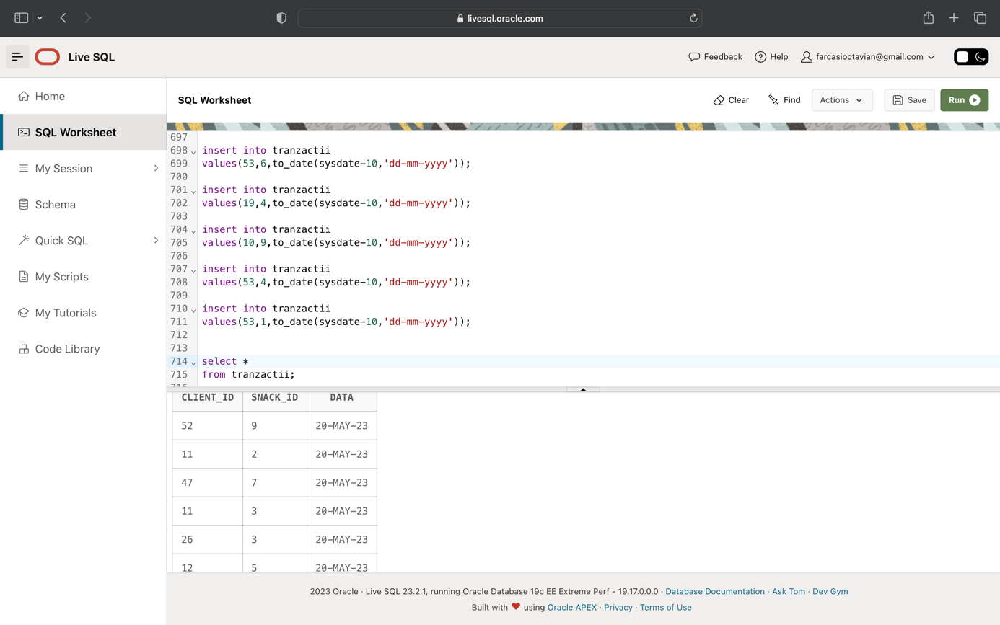 livesql.oracle.com
Live SQL
Feedback
Help
farcasioctavian@gmail.com
Home
SQL Worksheet
My Session
Schema
Quick SQL
My Scripts
My Tutorials
Code Library
SQL Worksheet
Clear
Find
Actions
Save
Run
697
698 insert into tranzactii
699 values(53,6,to_date(sysdate-10,'dd-mm-yyyy'));
700
701 insert into tranzactii
702 values(19,4,to_date(sysdate-10,'dd-mm-yyyy'));
703
704 insert into tranzactii
705 values(10,9,to_date(sysdate-10,'dd-mm-yyyy'));
706
707 insert into tranzactii
708 values(53,4,to_date(sysdate-10,'dd-mm-yyyy'));
709
710 insert into tranzactii
711 values(53,1,to_date(sysdate-10,'dd-mm-yyyy'));
712
713
714 select *
715 from tranzactii;
716
CLIENT_ID SNACK_ID DATA
52 9 20-MAY-23
11 2 20-MAY-23
47 7 20-MAY-23
11 3 20-MAY-23
26 3 20-MAY-23
12 5 20-MAY-23
2023 Oracle · Live SQL 23.2.1, running Oracle Database 19c EE Extreme Perf - 19.17.0.0.0 · Database Documentation · Ask Tom · Dev Gym
Built with ❤ using Oracle APEX · Privacy · Terms of Use